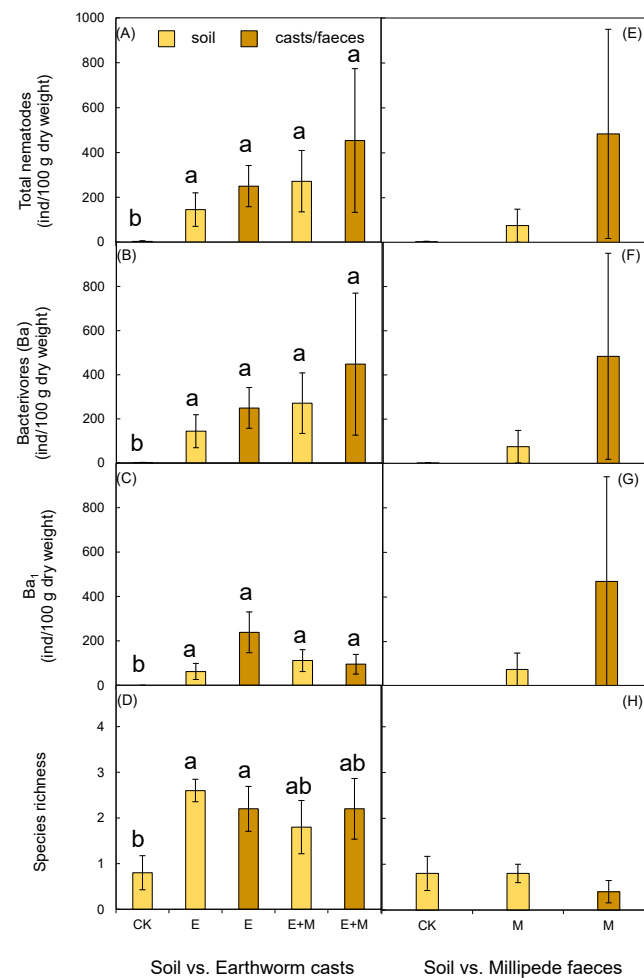 (A) soil casts/faeces (E)
Total nematodes
(ind/100 g dry weight)
1000
800
600
400
200
0
b a a a a
(B) (F)
Bacterivores (Ba)
(ind/100 g dry weight)
800
600
400
200
0
b a a a a
(C) (G)
Ba₁
(ind/100 g dry weight)
800
600
400
200
0
b a a a a
(D) (H)
Species richness
4
3
2
1
0
b a a ab ab
CK E E E+M E+M CK M M
Soil vs. Earthworm casts Soil vs. Millipede faeces